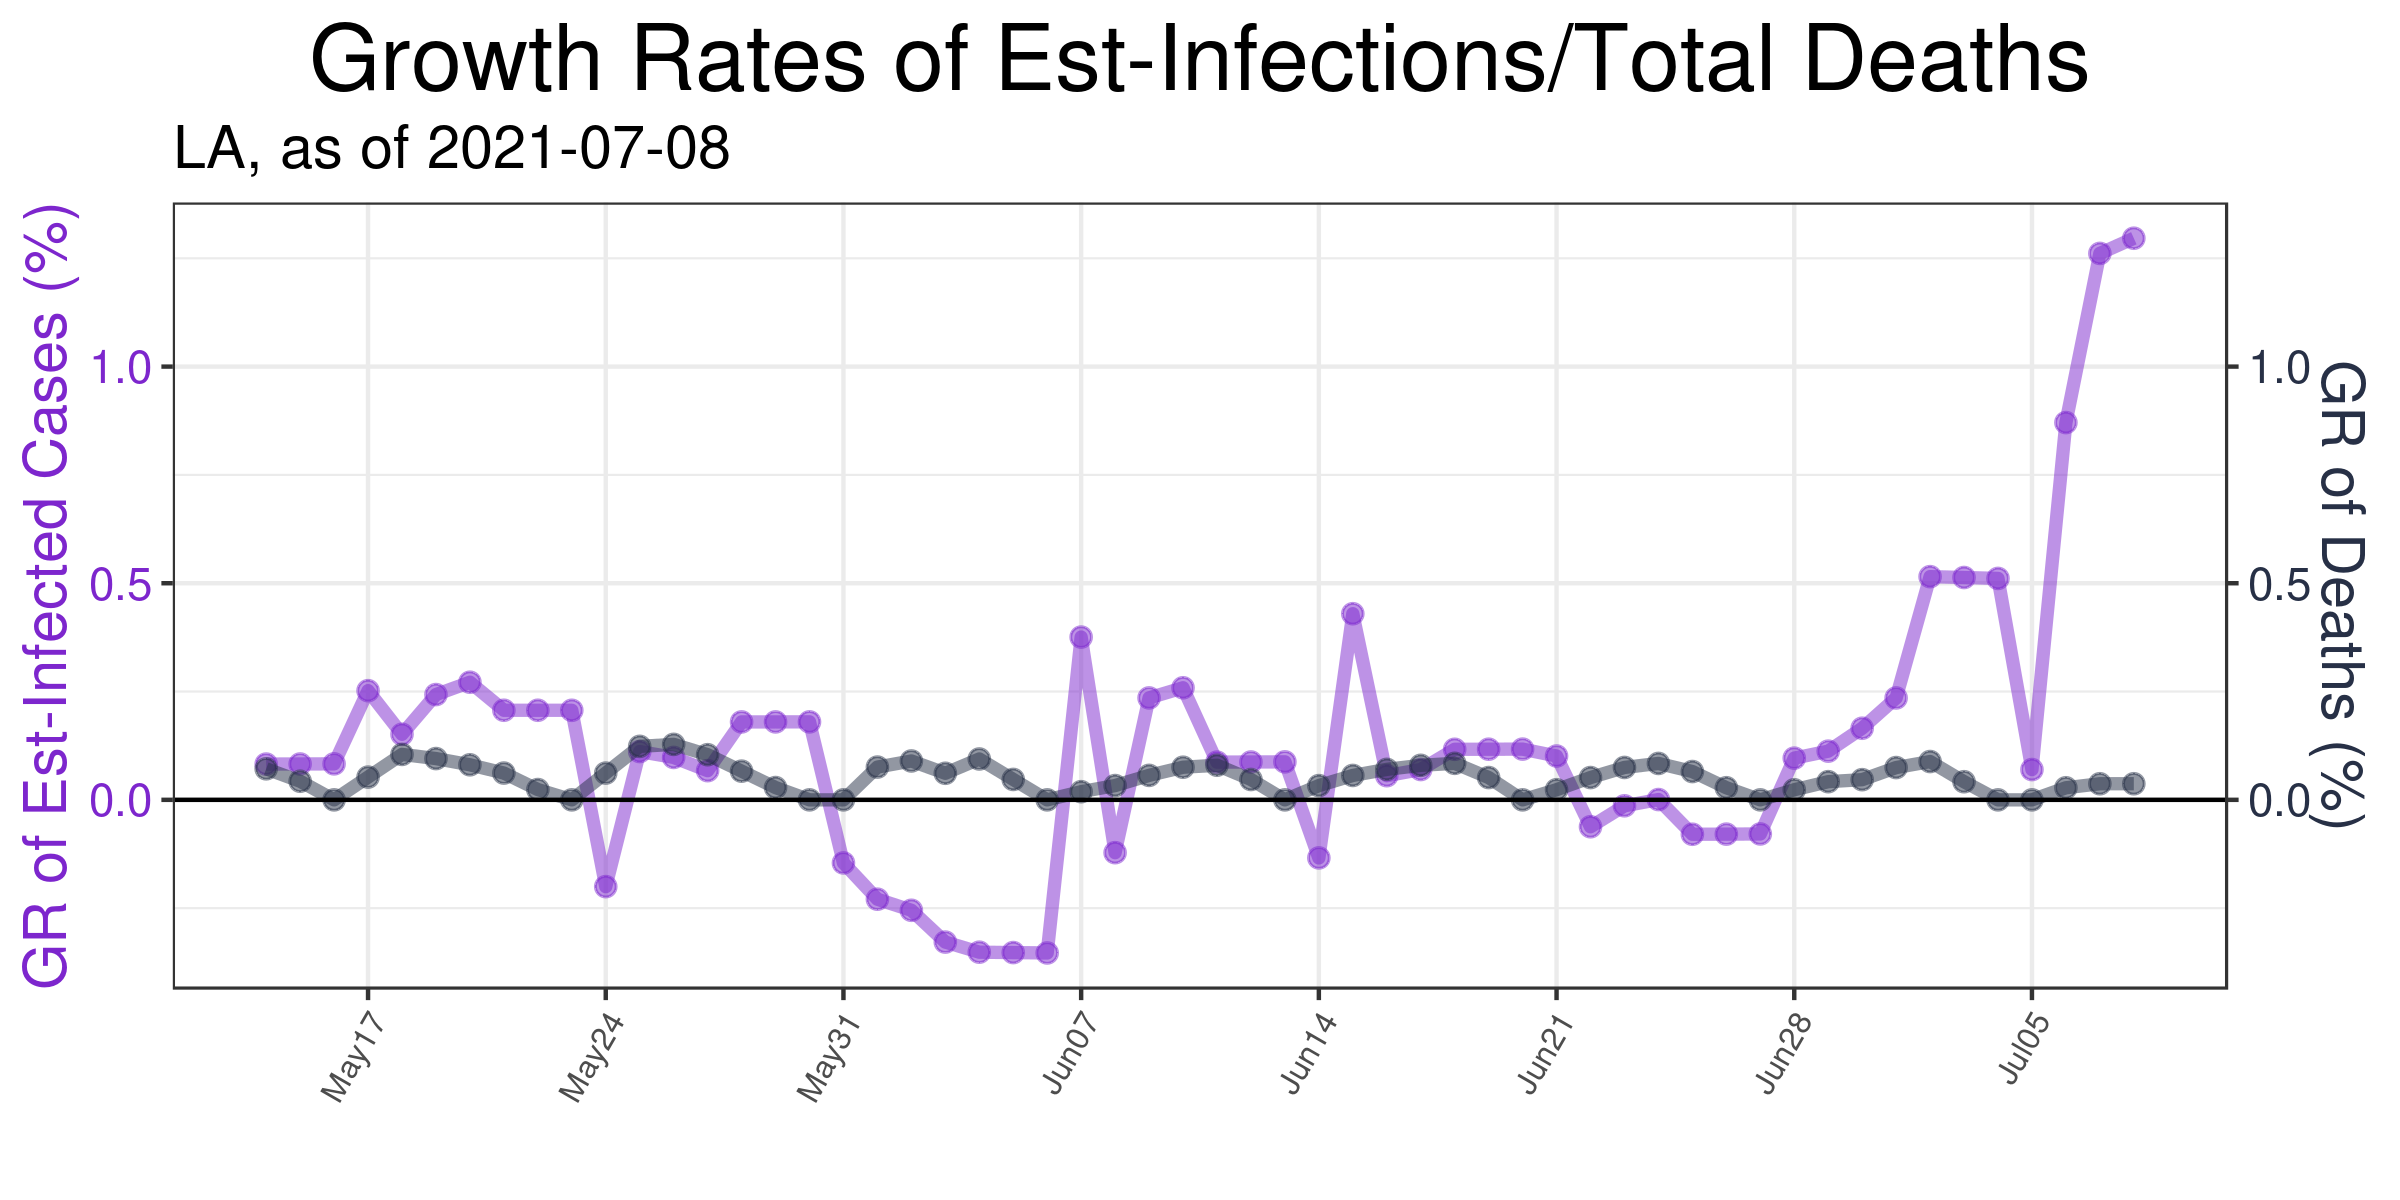 Growth Rates of Est-Infections/Total Deaths
LA, as of 2021-07-08
GR of Est-Infected Cases (%)
1.0
0.5
0.0
1.0
0.5
0.0
GR of Deaths (%)
May17
May24
May31
Jun07
Jun14
Jun21
Jun28
Jul05